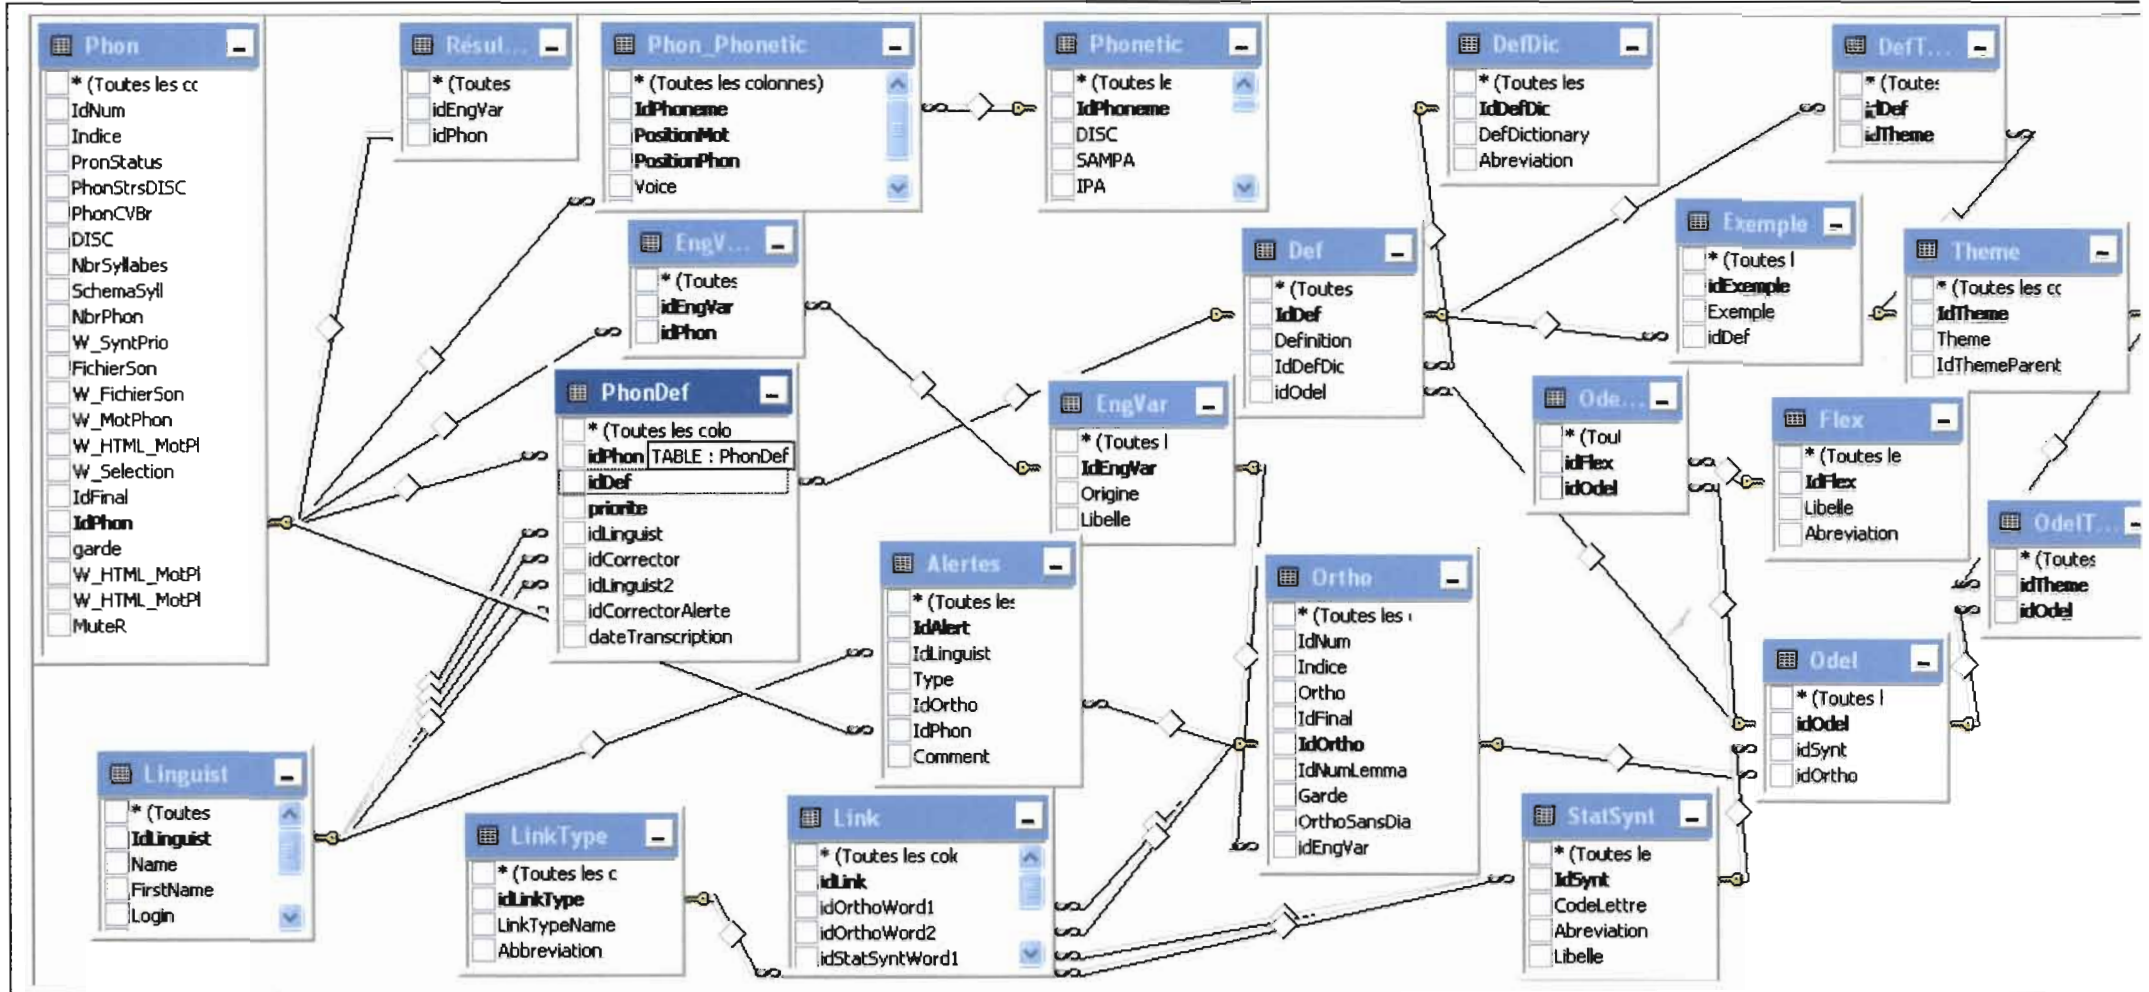 Phon
* (Toutes les cc
IdNum
Indice
PronStatus
PhonStrsDISC
PhonCVBr
DISC
NbrSyllabes
SchemaSyll
NbrPhon
W_SyntPrio
FichierSon
W_FichierSon
W_MotPhon
W_HTML_MotPl
W_Selection
IdFinal
IdPhon
garde
W_HTML_MotPl
W_HTML_MotPl
MuteR
Résul...
* (Toutes
idEngVar
idPhon
Phon_Phonetic
* (Toutes les colonnes)
IdPhoneme
PositionMot
PositionPhon
Voice
Phonetic
* (Toutes le
IdPhoneme
DISC
SAMPA
IPA
DefDic
* (Toutes les
IdDefDic
DefDictionary
Abreviation
DefT...
* (Toutes
idDef
idTheme
EngV...
* (Toutes
idEngVar
idPhon
Def
* (Toutes
IdDef
Definition
IdDefDic
idOdel
Exemple
* (Toutes l
idExemple
Exemple
idDef
Theme
* (Toutes les cc
IdTheme
Theme
IdThemeParent
PhonDef
* (Toutes les colo
idPhon
TABLE : PhonDef
idDef
priorite
idLinguist
idCorrector
idLinguist2
idCorrectorAlerte
dateTranscription
EngVar
* (Toutes l
IdEngVar
Origine
Libelle
Ode...
* (Toul
idFlex
idOdel
Flex
* (Toutes le
IdFlex
Libelle
Abreviation
OdelT...
* (Toutes
idTheme
idOdel
Alertes
* (Toutes les
IdAlert
IdLinguist
Type
IdOrtho
IdPhon
Comment
Ortho
* (Toutes les
IdNum
Indice
Ortho
IdFinal
IdOrtho
IdNumLemma
Garde
OrthoSansDia
idEngVar
Odel
* (Toutes l
idOdel
idSynt
idOrtho
Linguist
* (Toutes
IdLinguist
Name
FirstName
Login
LinkType
* (Toutes les c
idLinkType
LinkTypeName
Abbreviation
Link
* (Toutes les cok
idLink
idOrthoWord1
idOrthoWord2
idStatSyntWord1
StatSynt
* (Toutes le
IdSynt
CodeLettre
Abreviation
Libelle